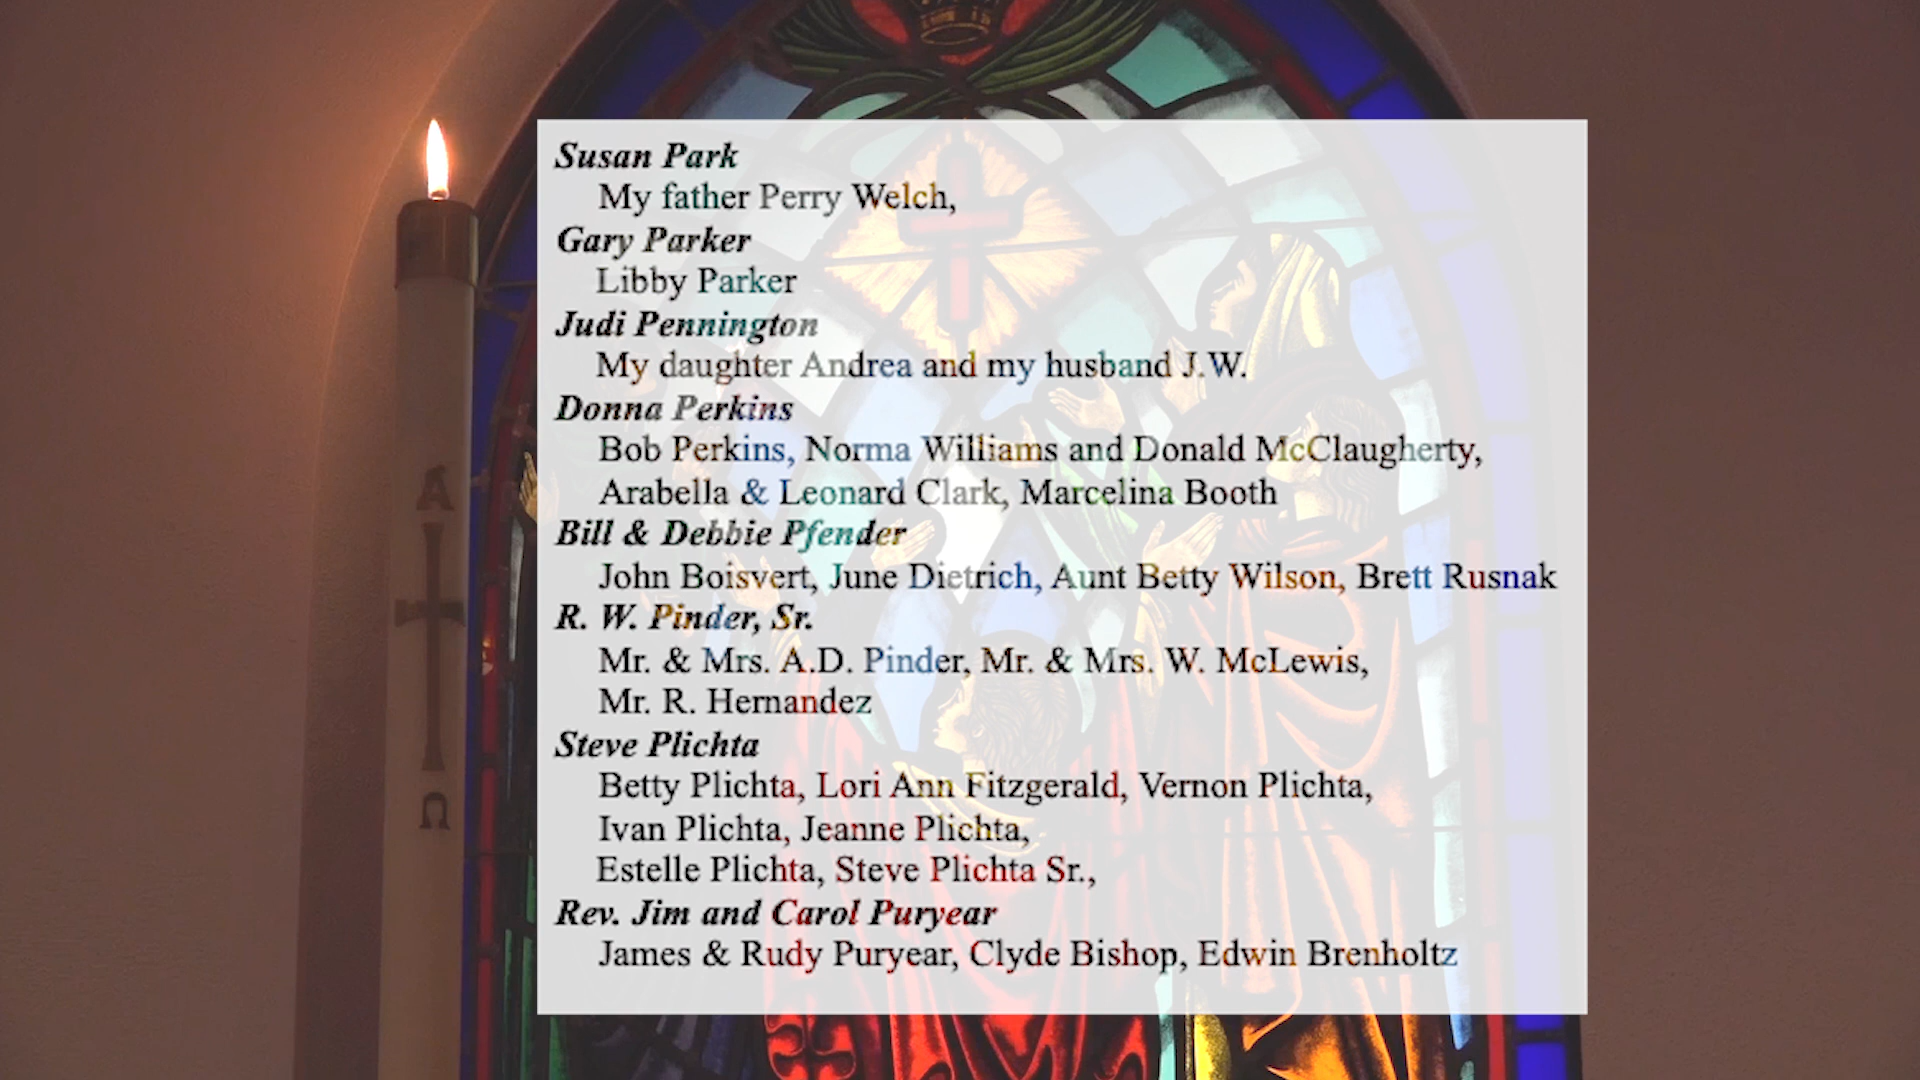 Susan Park
My father Perry Welch,
Gary Parker
Libby Parker
Judi Pennington
My daughter Andrea and my husband J.W.
Donna Perkins
Bob Perkins, Norma Williams and Donald McClaugherty,
Arabella & Leonard Clark, Marcelina Booth
Bill & Debbie Pfender
John Boisvert, June Dietrich, Aunt Betty Wilson, Brett Rusnak
R. W. Pinder, Sr.
Mr. & Mrs. A.D. Pinder, Mr. & Mrs. W. McLewis,
Mr. R. Hernandez
Steve Plichta
Betty Plichta, Lori Ann Fitzgerald, Vernon Plichta,
Ivan Plichta, Jeanne Plichta,
Estelle Plichta, Steve Plichta Sr.,
Rev. Jim and Carol Puryear
James & Rudy Puryear, Clyde Bishop, Edwin Brenholtz
Α
Ω